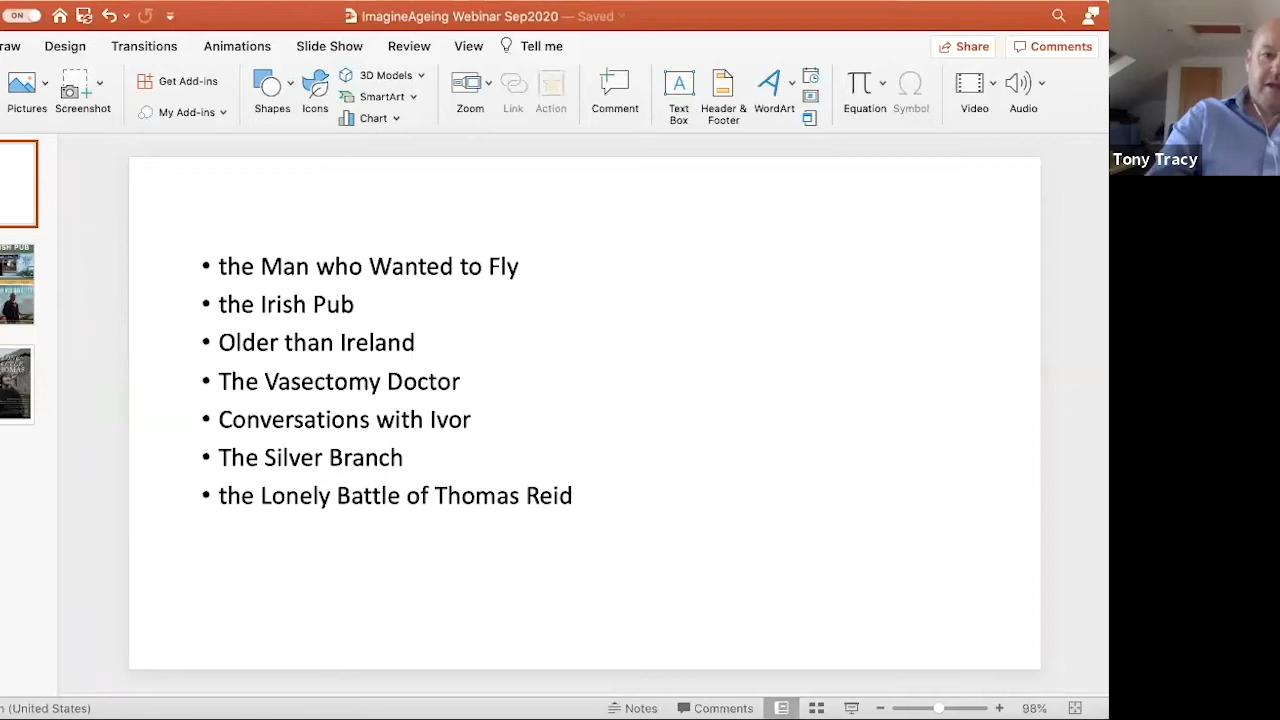 ON
ImagineAgeing Webinar Sep2020 — Saved
raw Design Transitions Animations Slide Show Review View Tell me Share Comments
Pictures Screenshot Get Add-ins My Add-ins Shapes Icons 3D Models SmartArt Chart Zoom Link Action Comment Text Box Header & Footer WordArt Equation Symbol Video Audio
Tony Tracy
• the Man who Wanted to Fly
• the Irish Pub
• Older than Ireland
• The Vasectomy Doctor
• Conversations with Ivor
• The Silver Branch
• the Lonely Battle of Thomas Reid
ISH PUB
THOMAS
(United States) Notes Comments 98%